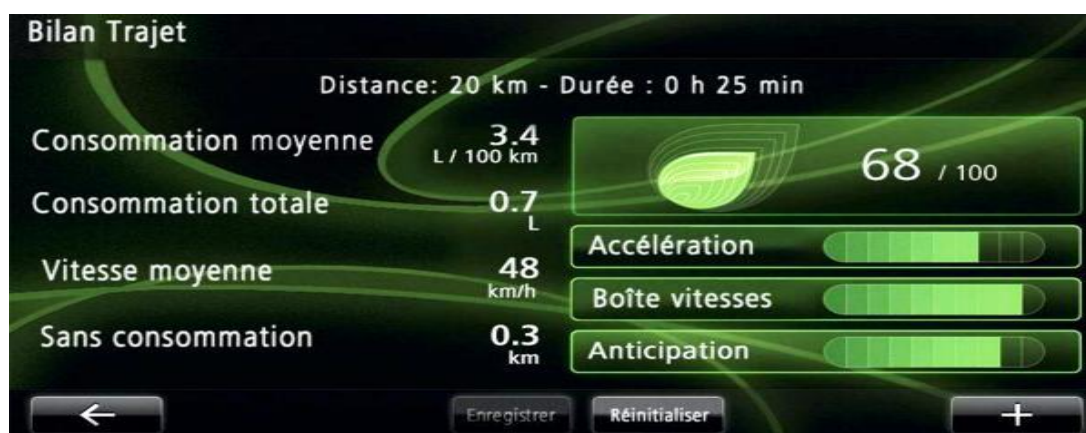 Bilan Trajet
Distance: 20 km - Durée : 0 h 25 min
Consommation moyenne 3.4
L / 100 km
Consommation totale 0.7
L
Vitesse moyenne 48
km/h
Sans consommation 0.3
km
68 / 100
Accélération
Boîte vitesses
Anticipation
Enregistrer
Réinitialiser
+